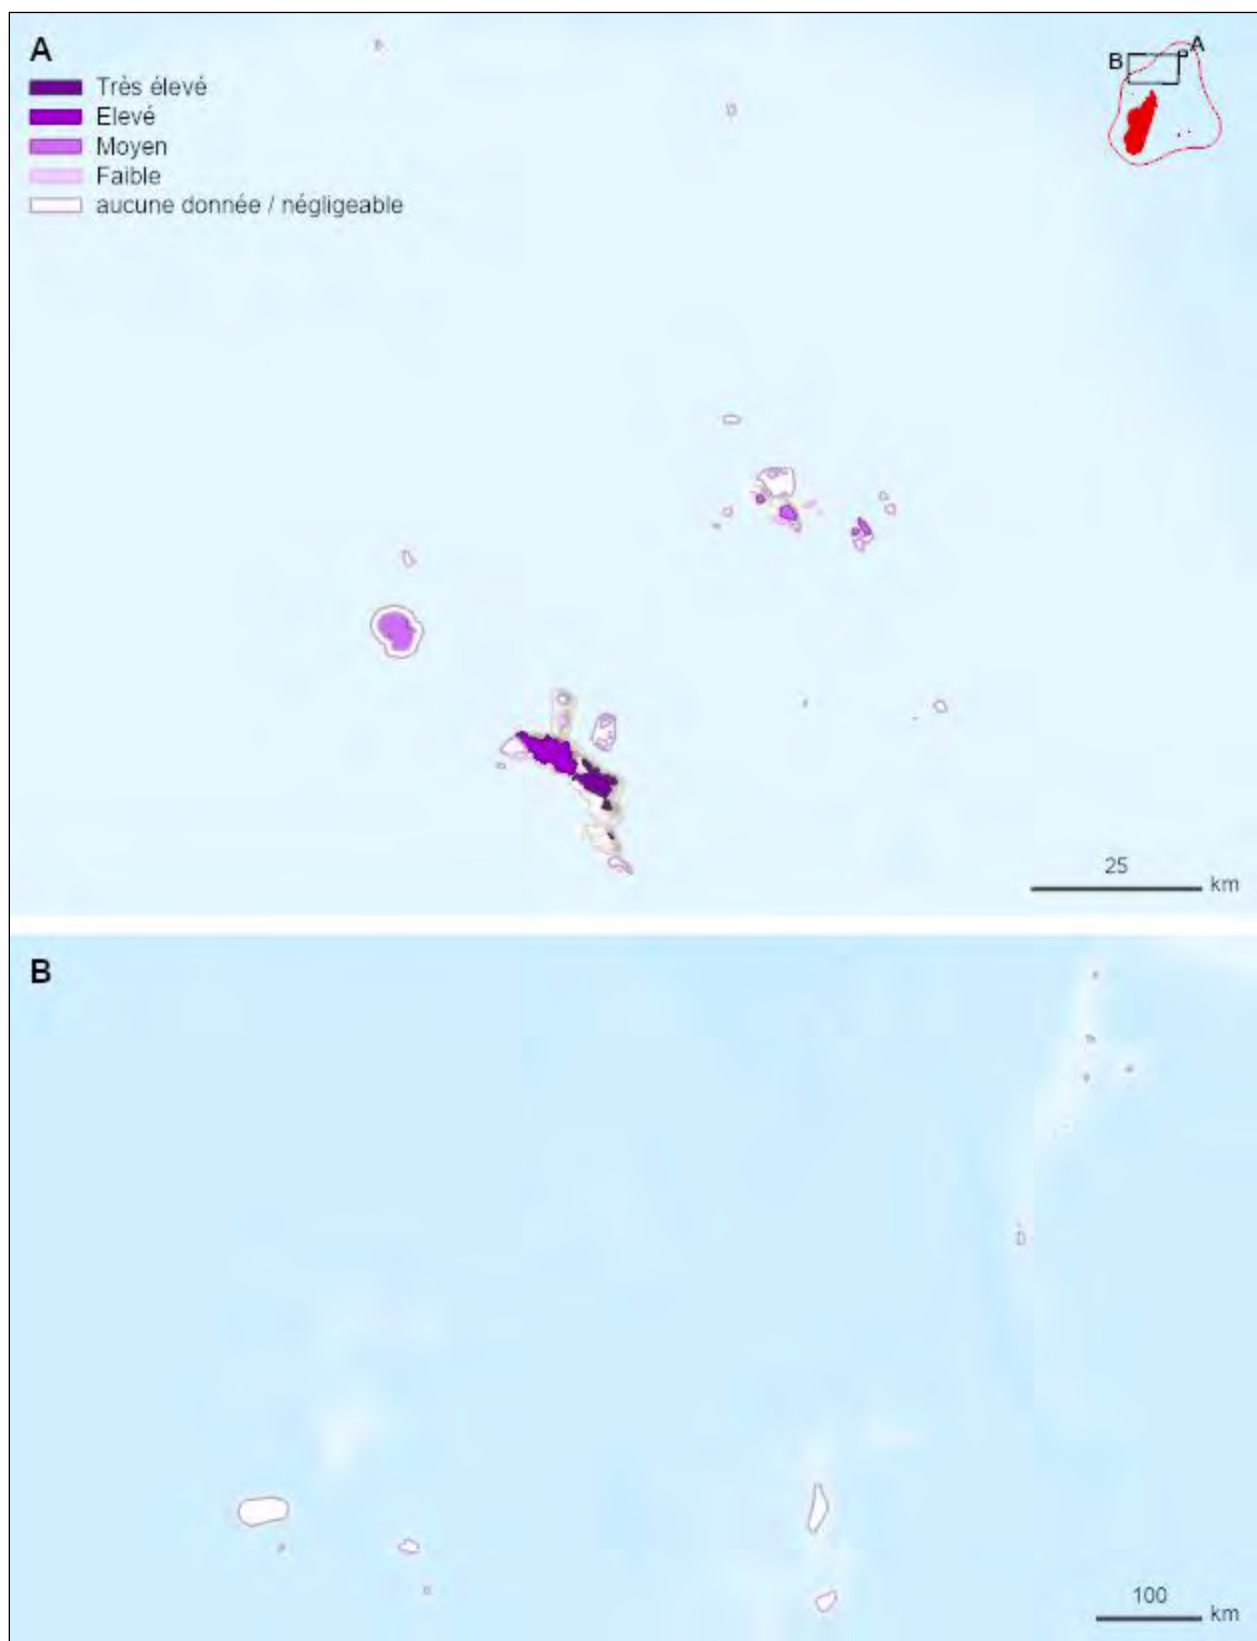 A
Très élevé
Elevé
Moyen
Faible
aucune donnée / négligeable
A
B
25
km
B
100
km